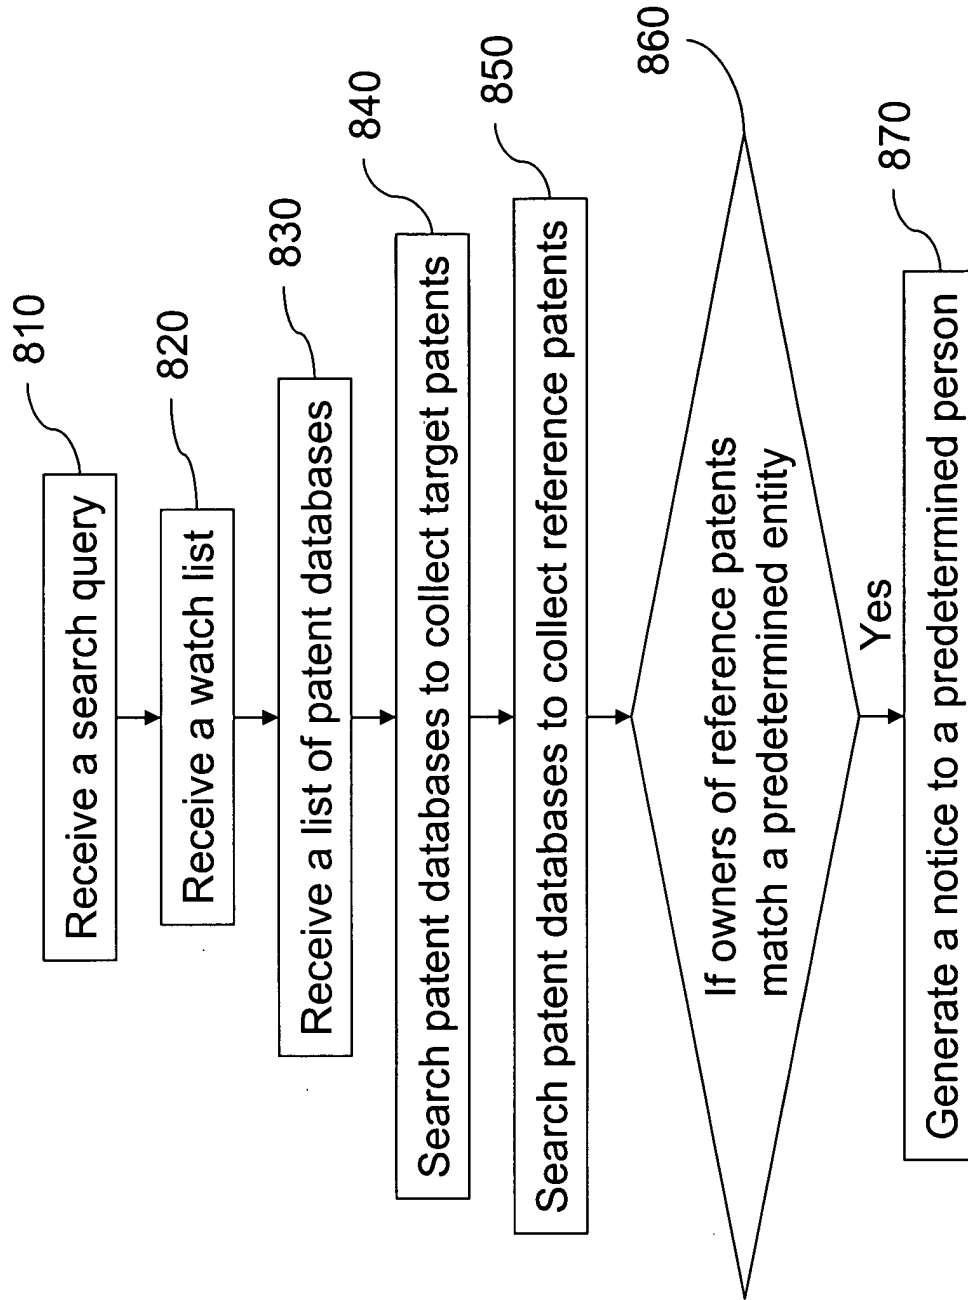 Receive a search query
810
Receive a watch list
820
Receive a list of patent databases
830
Search patent databases to collect target patents
840
Search patent databases to collect reference patents
850
If owners of reference patents
match a predetermined entity
860
Yes
Generate a notice to a predetermined person
870